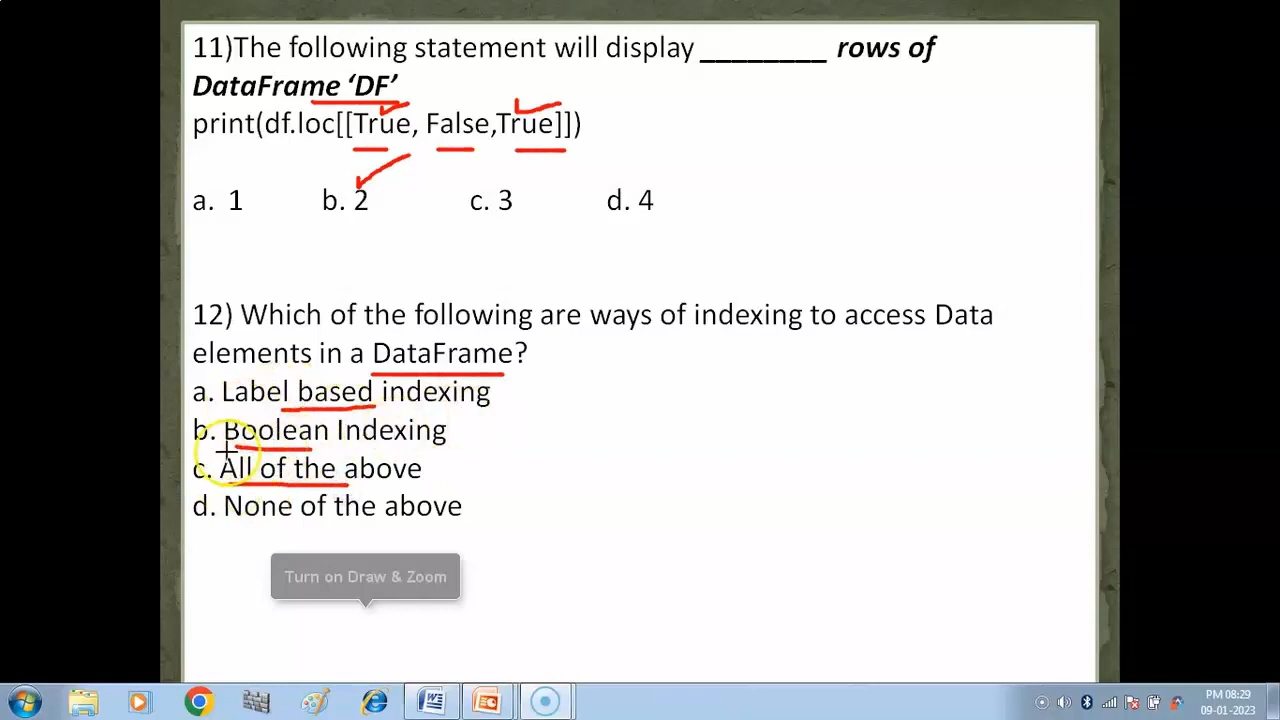 11)The following statement will display _________ rows of
DataFrame ‘DF’
print(df.loc[[True, False,True]])
a. 1 b. 2 c. 3 d. 4
12) Which of the following are ways of indexing to access Data
elements in a DataFrame?
a. Label based indexing
b. Boolean Indexing
c. All of the above
d. None of the above
Turn on Draw & Zoom
PM 08:29
09-01-2023